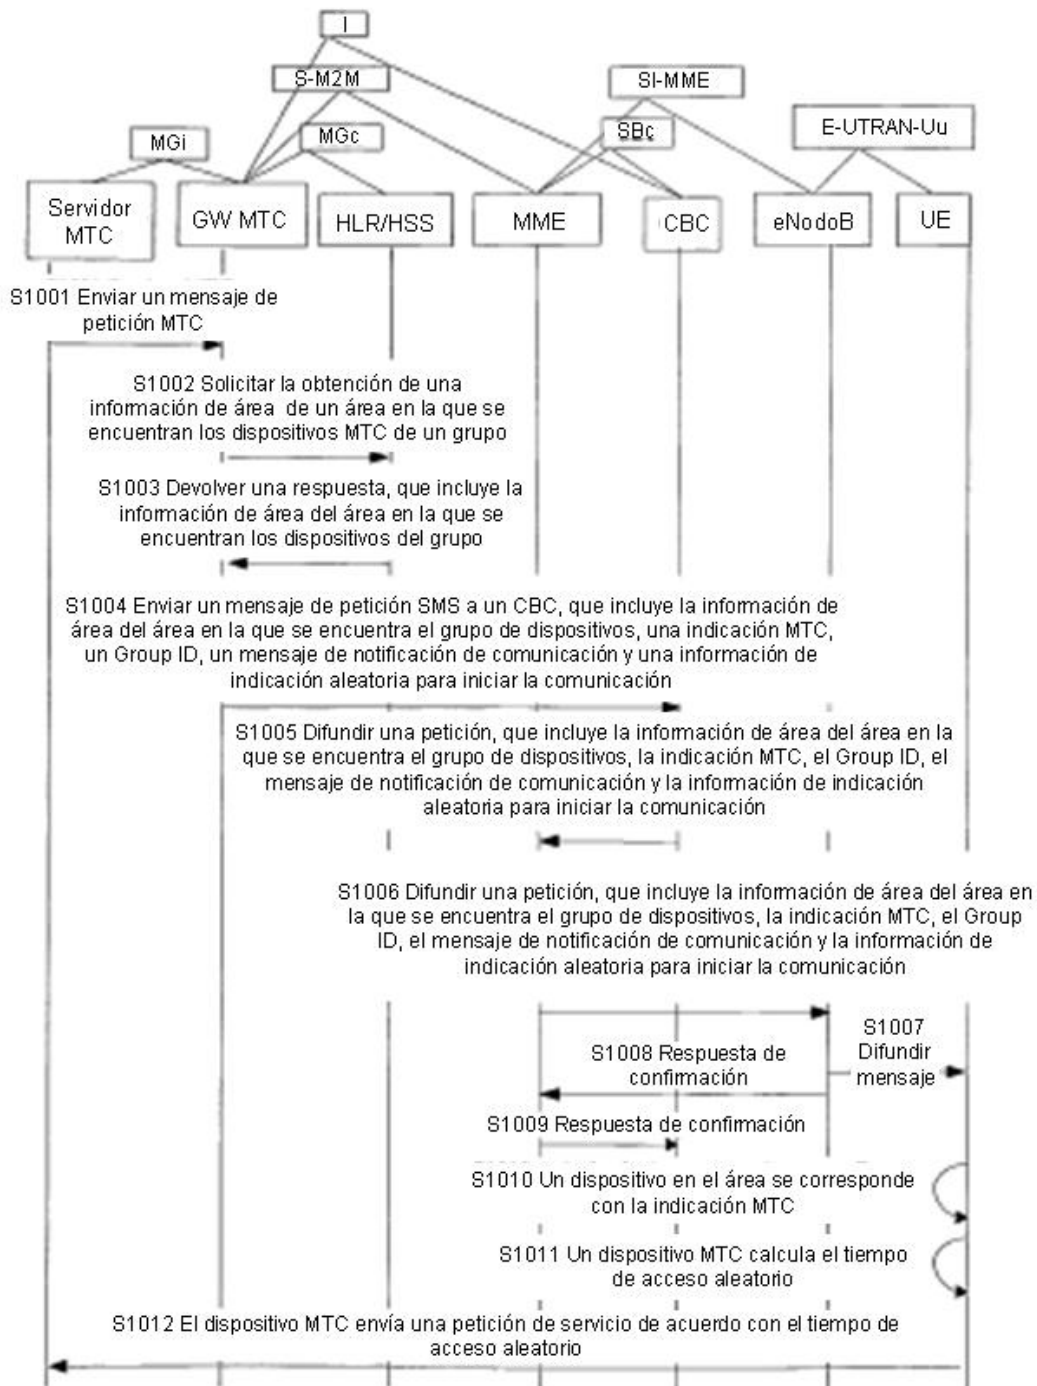 I
S-M2M
SI-MME
MGi
MGc
SBc
E-UTRAN-Uu
Servidor
MTC
GW MTC
HLR/HSS
MME
CBC
eNodoB
UE
S1001 Enviar un mensaje de
petición MTC
S1002 Solicitar la obtención de una
información de área de un área en la que se
encuentran los dispositivos MTC de un grupo
S1003 Devolver una respuesta, que incluye la
información de área del área en la que se
encuentran los dispositivos del grupo
S1004 Enviar un mensaje de petición SMS a un CBC, que incluye la información de
área del área en la que se encuentra el grupo de dispositivos, una indicación MTC,
un Group ID, un mensaje de notificación de comunicación y una información de
indicación aleatoria para iniciar la comunicación
S1005 Difundir una petición, que incluye la información de área del área en la
que se encuentra el grupo de dispositivos, la indicación MTC, el Group ID, el
mensaje de notificación de comunicación y la información de indicación
aleatoria para iniciar la comunicación
S1006 Difundir una petición, que incluye la información de área del área en
la que se encuentra el grupo de dispositivos, la indicación MTC, el Group
ID, el mensaje de notificación de comunicación y la información de
indicación aleatoria para iniciar la comunicación
S1007
Difundir
mensaje
S1008 Respuesta de
confirmación
S1009 Respuesta de confirmación
S1010 Un dispositivo en el área se corresponde
con la indicación MTC
S1011 Un dispositivo MTC calcula el tiempo
de acceso aleatorio
S1012 El dispositivo MTC envía una petición de servicio de acuerdo con el tiempo de
acceso aleatorio